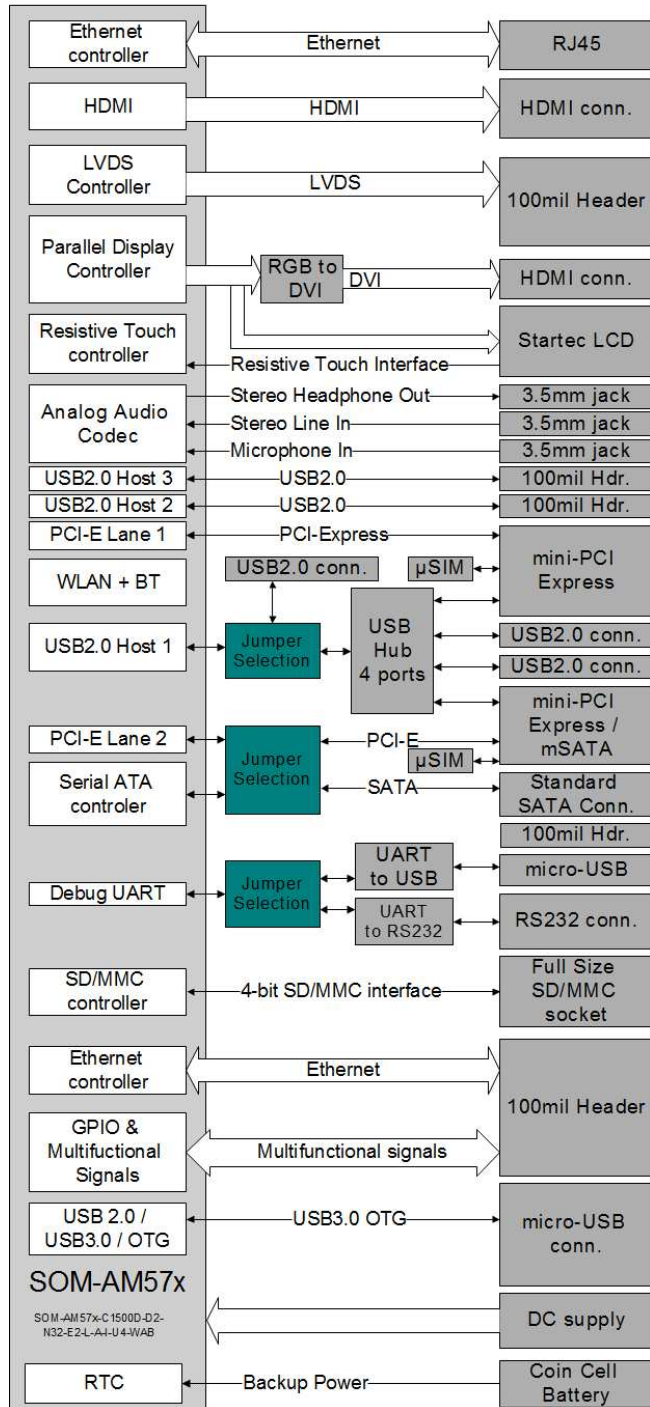 Ethernet
controller
Ethernet
RJ45
HDMI
HDMI
HDMI conn.
LVDS
Controller
LVDS
100mil Header
Parallel Display
Controller
RGB to
DVI
DVI
HDMI conn.
Resistive Touch
controller
Resistive Touch Interface
Startec LCD
Analog Audio
Codec
Stereo Headphone Out
3.5mm jack
Stereo Line In
3.5mm jack
Microphone In
3.5mm jack
USB2.0 Host 3
USB2.0
100mil Hdr.
USB2.0 Host 2
USB2.0
100mil Hdr.
PCI-E Lane 1
PCI-Express
mini-PCI
Express
WLAN + BT
USB2.0 conn.
µSIM
USB2.0 Host 1
Jumper
Selection
USB
Hub
4 ports
USB2.0 conn.
USB2.0 conn.
mini-PCI
Express /
mSATA
PCI-E Lane 2
Jumper
Selection
PCI-E
µSIM
Serial ATA
controler
SATA
Standard
SATA Conn.
100mil Hdr.
Debug UART
Jumper
Selection
UART
to USB
micro-USB
UART
to RS232
RS232 conn.
SD/MMC
controller
4-bit SD/MMC interface
Full Size
SD/MMC
socket
Ethernet
controller
Ethernet
100mil Header
GPIO &
Multifuctional
Signals
Multifunctional signals
USB 2.0 /
USB3.0 / OTG
USB3.0 OTG
micro-USB
conn.
SOM-AM57x
SOM-AM57x-C1500D-D2-
N32-E2-L-A-I-U4-WAB
DC supply
RTC
Backup Power
Coin Cell
Battery